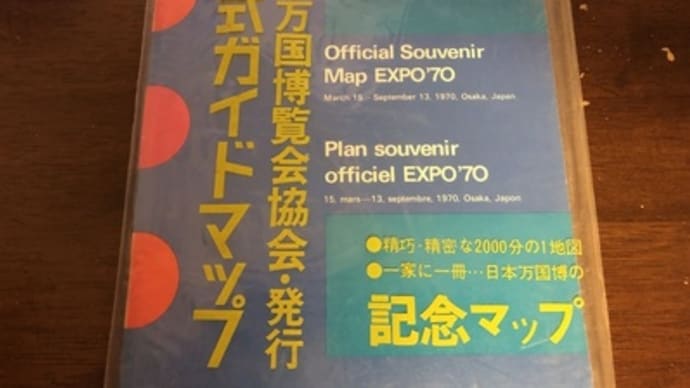 式ガイドマップ
万国博覧会協会・発行
Official Souvenir
Map EXPO'70
March 15 - September 13, 1970, Osaka, Japan
Plan souvenir
officiel EXPO'70
15, mars—13, septembre, 1970, Osaka, Japon
●精巧・精密な2000分の1地図
●一家に一冊…日本万国博の
記念マップ